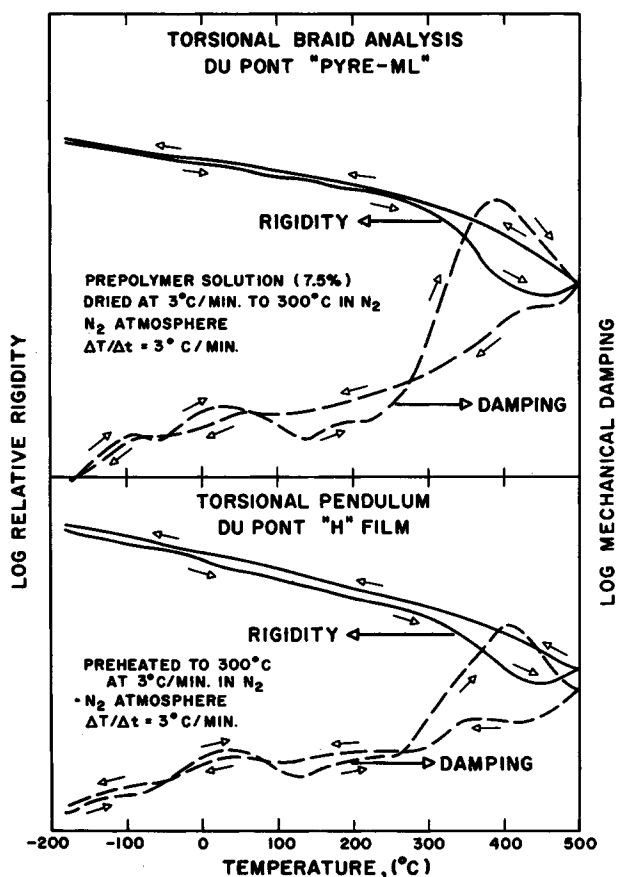 TORSIONAL BRAID ANALYSIS
DU PONT "PYRE-ML"
RIGIDITY
PREPOLYMER SOLUTION (7.5%)
DRIED AT 3°C/MIN. TO 300°C IN N₂
N₂ ATMOSPHERE
ΔT/Δt = 3° C/MIN.
DAMPING
LOG RELATIVE RIGIDITY
LOG MECHANICAL DAMPING
TORSIONAL PENDULUM
DU PONT "H" FILM
RIGIDITY
PREHEATED TO 300°C
AT 3°C/MIN. IN N₂
N₂ ATMOSPHERE
ΔT/Δt = 3°C/MIN.
DAMPING
-200 -100 0 100 200 300 400 500
TEMPERATURE, (°C)